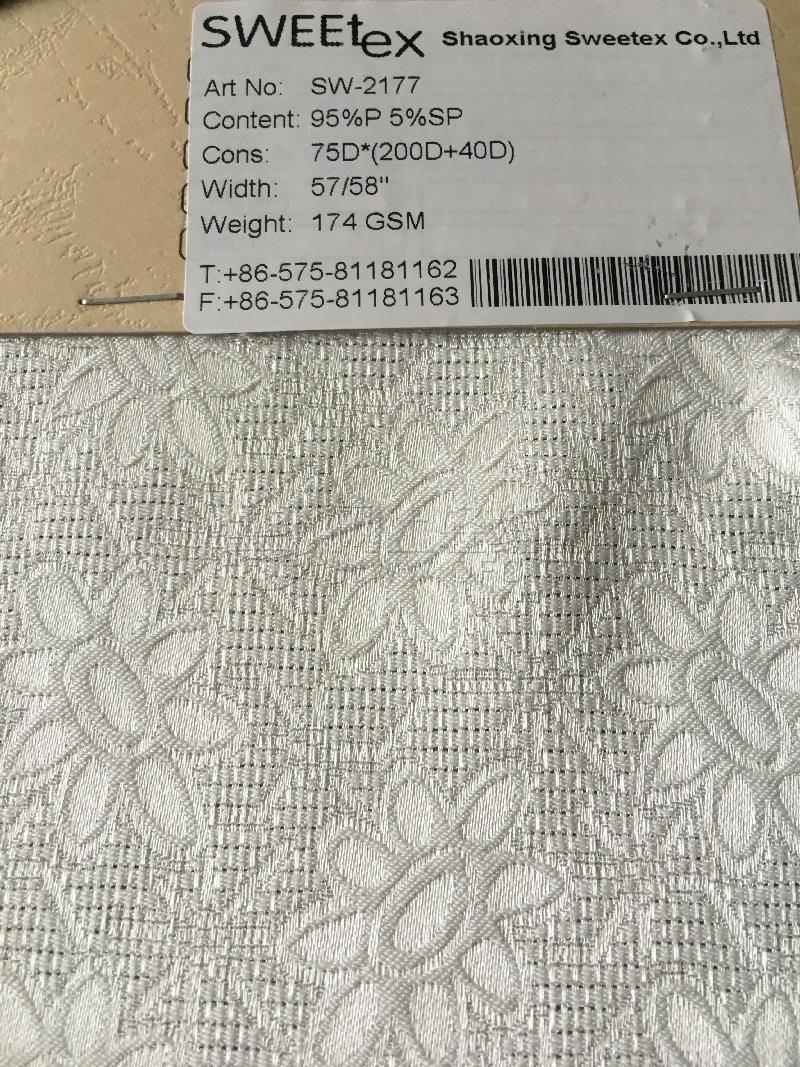 SWEEtex Shaoxing Sweetex Co.,Ltd
Art No: SW-2177
Content: 95%P 5%SP
Cons: 75D*(200D+40D)
Width: 57/58"
Weight: 174 GSM
T:+86-575-81181162
F:+86-575-81181163